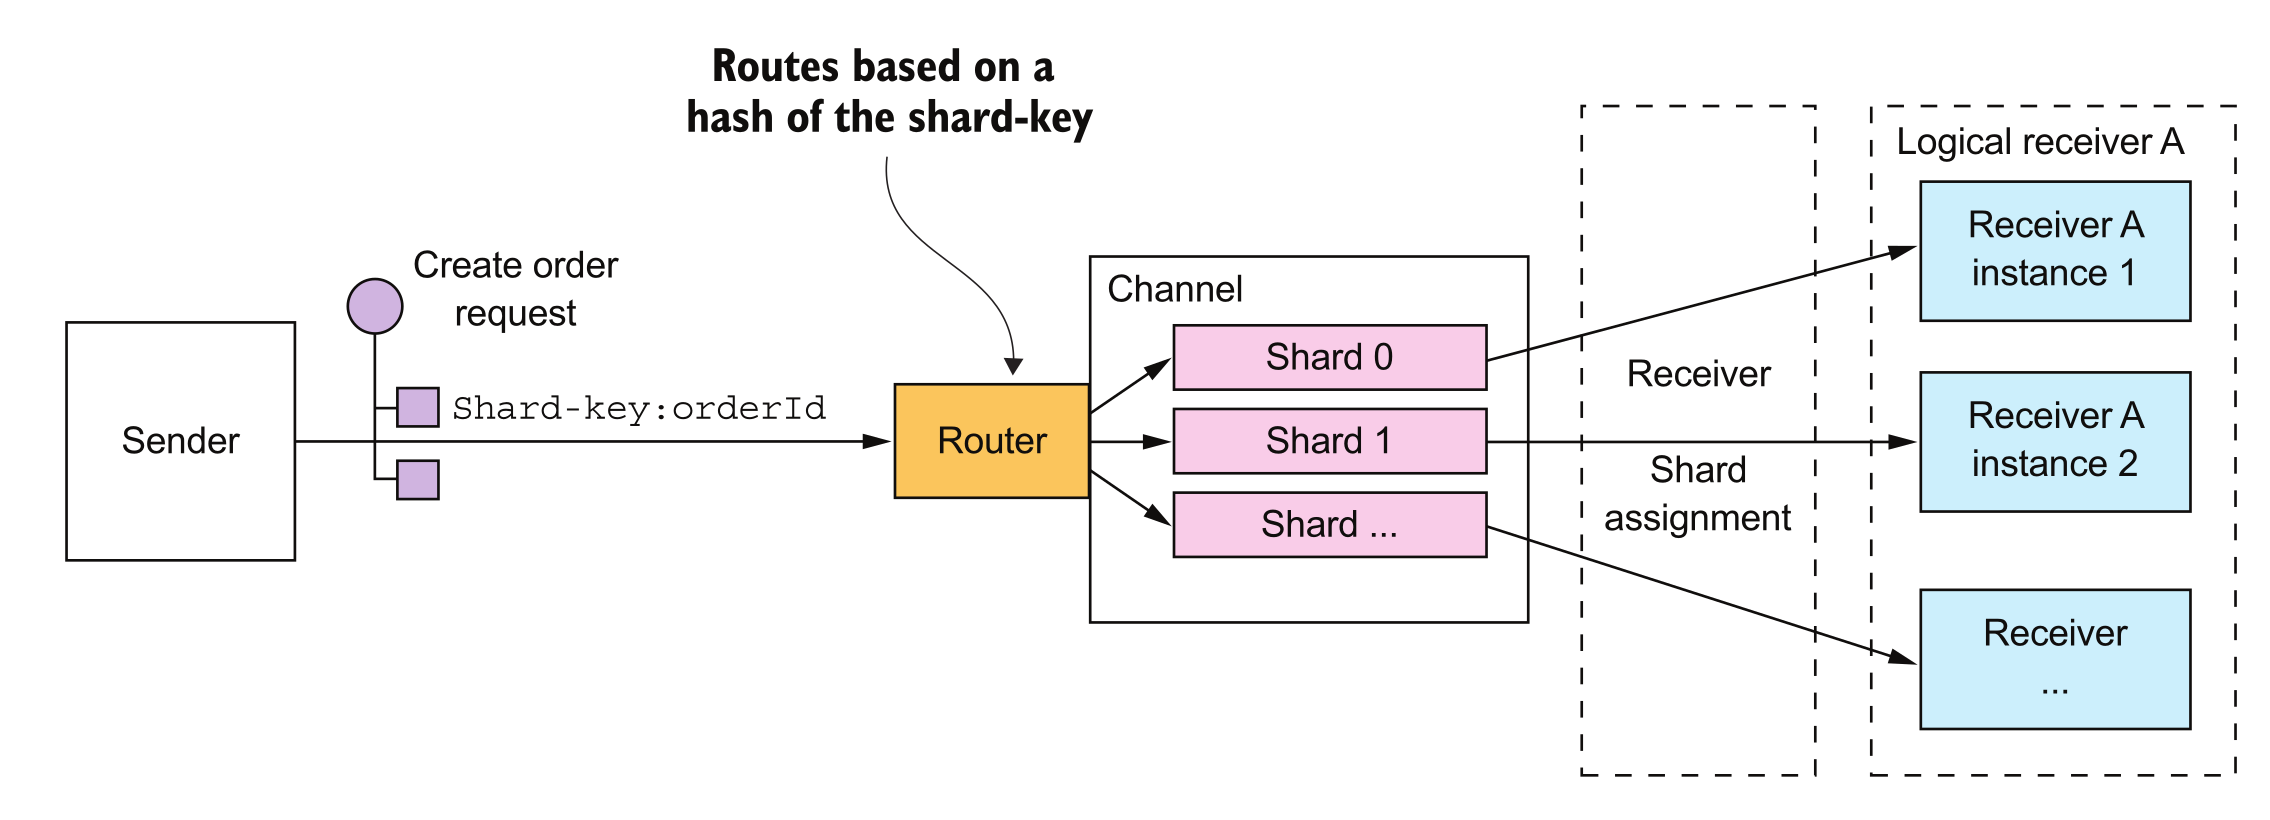 Routes based on a
hash of the shard-key
Create order
request
Sender
Shard-key:orderId
Router
Channel
Shard 0
Shard 1
Shard ...
Receiver
Shard
assignment
Logical receiver A
Receiver A
instance 1
Receiver A
instance 2
Receiver
...